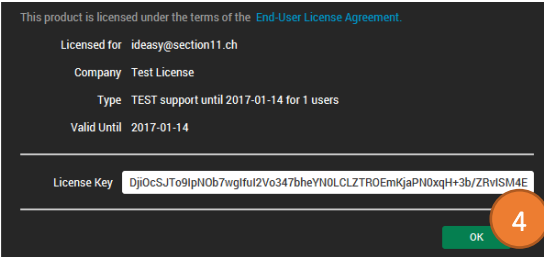 This product is licensed under the terms of the End-User License Agreement.
Licensed for ideasy@section11.ch
Company Test License
Type TEST support until 2017-01-14 for 1 users
Valid Until 2017-01-14
License Key DjiOcSJTo9IpNOb7wgIfuI2Vo347bheYN0LCLZTROEmKjaPN0xqH+3b/ZRvISM4E
OK
4